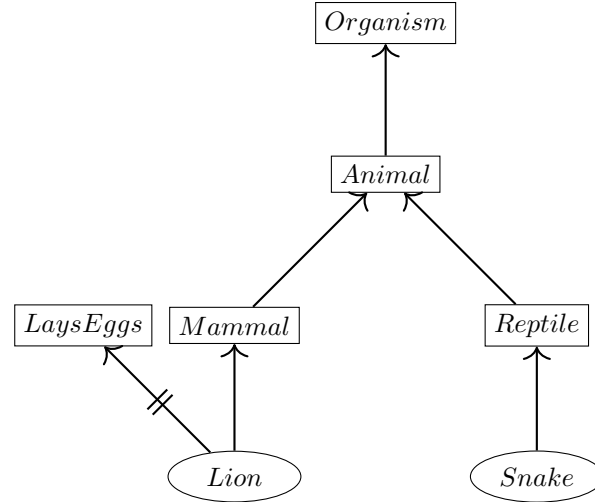 Organism
Animal
LaysEggs
Mammal
Reptile
Lion
Snake